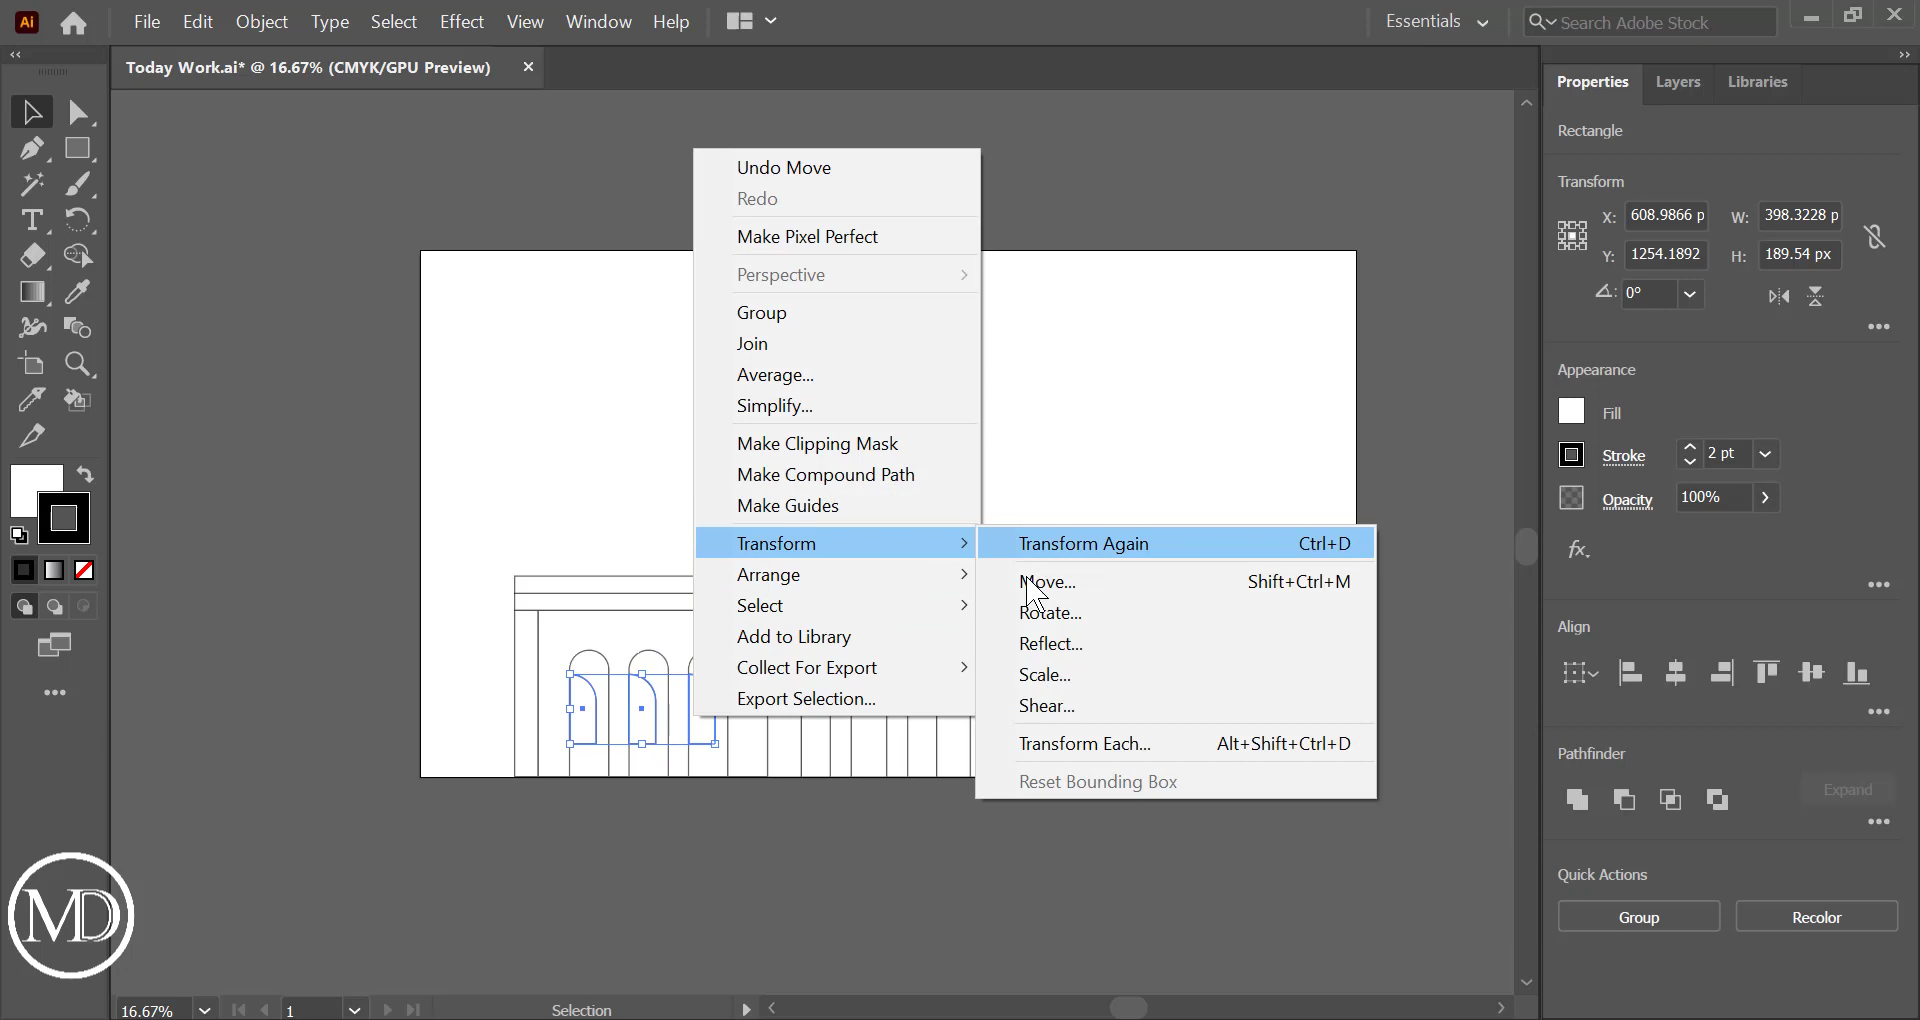 Ai
File Edit Object Type Select Effect View Window Help
Essentials
Search Adobe Stock
Today Work.ai* @ 16.67% (CMYK/GPU Preview)
Properties Layers Libraries
Rectangle
Transform
X: 608.9866 p W: 398.3228 p
Y: 1254.1892 H: 189.54 px
0°
Appearance
Fill
Stroke 2 pt
Opacity 100%
fx.
Align
Pathfinder
Expand
Quick Actions
Group Recolor
Undo Move
Redo
Make Pixel Perfect
Perspective
Group
Join
Average...
Simplify...
Make Clipping Mask
Make Compound Path
Make Guides
Transform
Arrange
Select
Add to Library
Collect For Export
Export Selection...
Transform Again Ctrl+D
Move... Shift+Ctrl+M
Rotate...
Reflect...
Scale...
Shear...
Transform Each... Alt+Shift+Ctrl+D
Reset Bounding Box
MD
16.67% 1 Selection